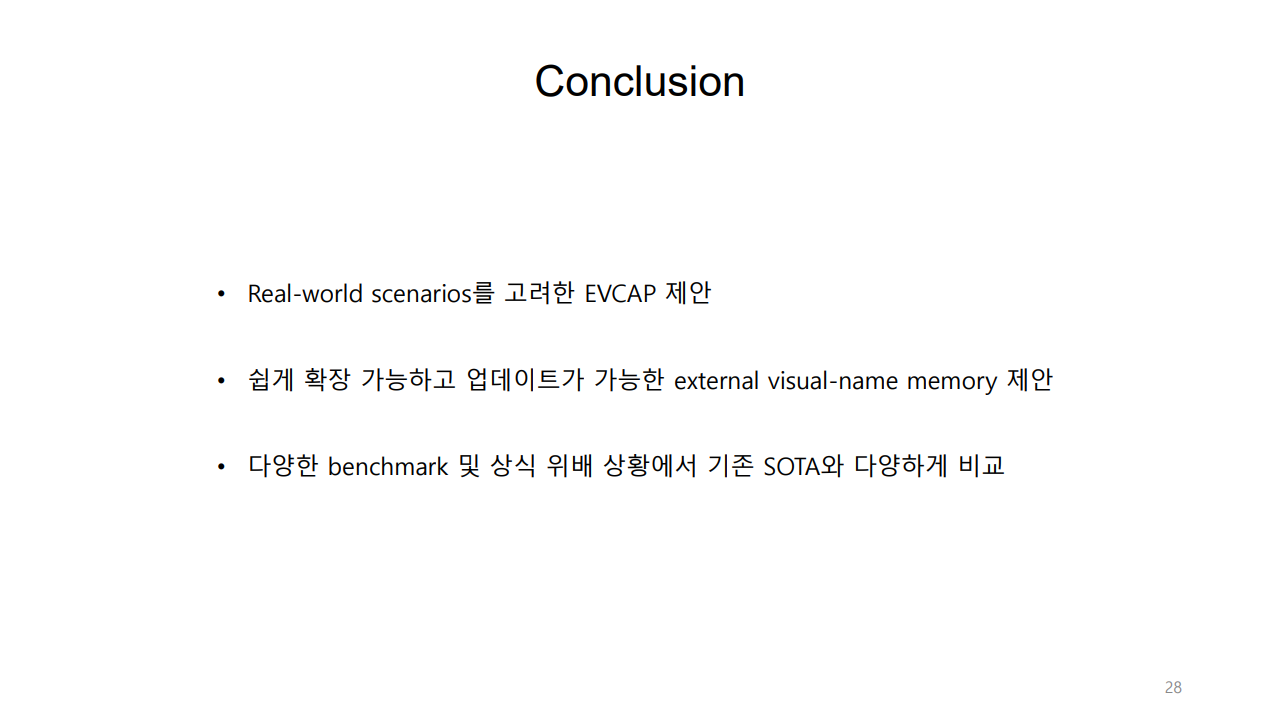 Conclusion
• Real-world scenarios를 고려한 EVCAP 제안
• 쉽게 확장 가능하고 업데이트가 가능한 external visual-name memory 제안
• 다양한 benchmark 및 상식 위배 상황에서 기존 SOTA와 다양하게 비교
28